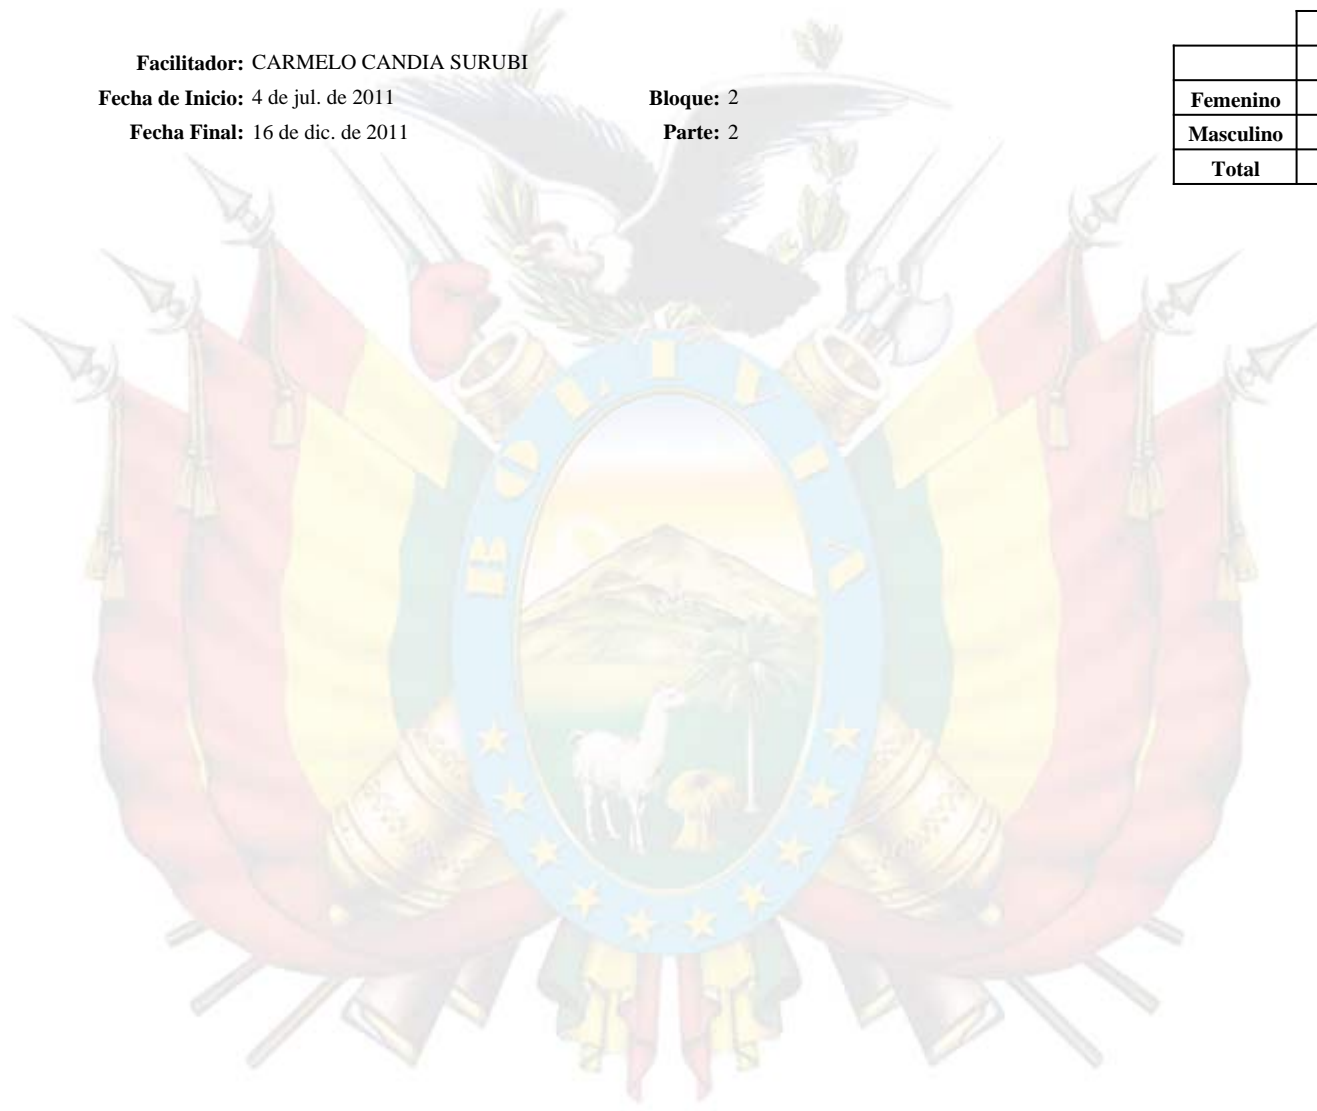 Facilitador: CARMELO CANDIA SURUBI
Fecha de Inicio: 4 de jul. de 2011 Bloque: 2
Fecha Final: 16 de dic. de 2011 Parte: 2
Femenino
Masculino
Total
BOLIVIA